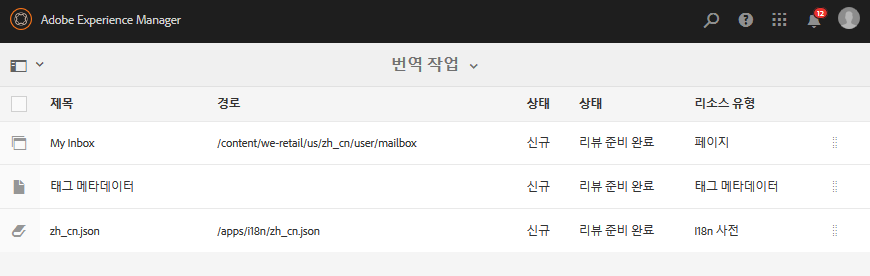 Adobe Experience Manager
12
번역 작업
제목 경로 상태 상태 리소스 유형
My Inbox /content/we-retail/us/zh_cn/user/mailbox 신규 리뷰 준비 완료 페이지
태그 메타데이터 신규 리뷰 준비 완료 태그 메타데이터
zh_cn.json /apps/i18n/zh_cn.json 신규 리뷰 준비 완료 I18n 사전